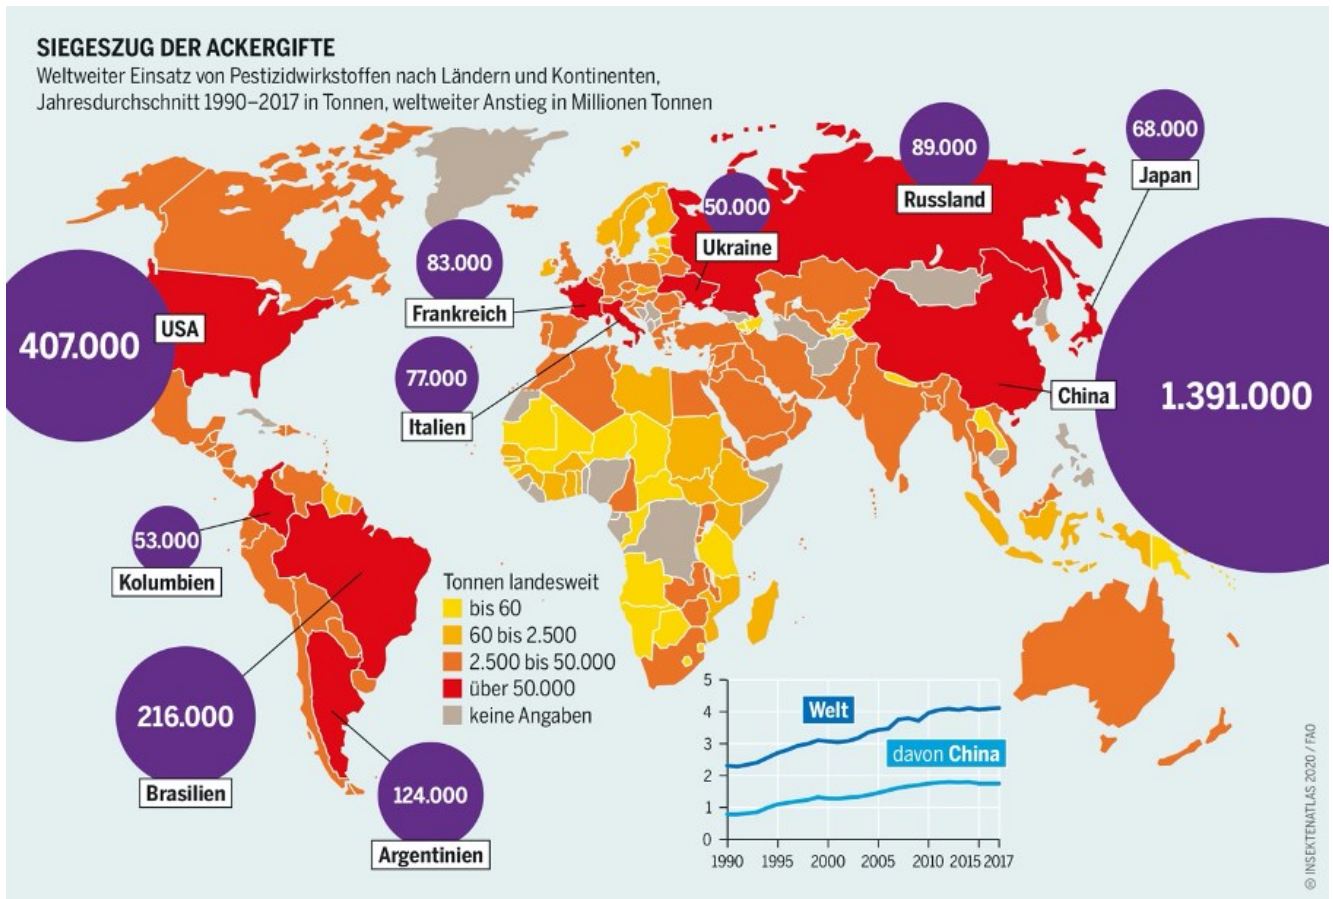 SIEGESZUG DER ACKERGIFTE
Weltweiter Einsatz von Pestizidwirkstoffen nach Ländern und Kontinenten,
Jahresdurchschnitt 1990–2017 in Tonnen, weltweiter Anstieg in Millionen Tonnen
68.000
Japan
89.000
Russland
50.000
Ukraine
83.000
Frankreich
407.000
USA
77.000
Italien
China
1.391.000
53.000
Kolumbien
216.000
Brasilien
124.000
Argentinien
Tonnen landesweit
bis 60
60 bis 2.500
2.500 bis 50.000
über 50.000
keine Angaben
5
4
3
2
1
0
Welt
davon China
1990 1995 2000 2005 2010 2015 2017
© INSEKTENATLAS 2020 / FAO